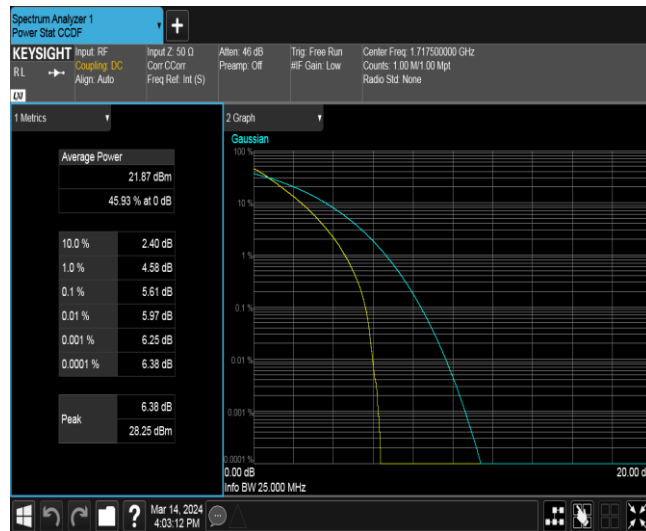 Spectrum Analyzer 1
Power Stat CCDF
+
KEYSIGHT
RL
LXI
Input: RF
Coupling: DC
Align: Auto
Input Z: 50 Ω
Corr CCorr
Freq Ref: Int (S)
Atten: 46 dB
Preamp: Off
Trig: Free Run
#IF Gain: Low
Center Freq: 1.717500000 GHz
Counts: 1.00 M/1.00 Mpt
Radio Std: None
1 Metrics
Average Power
21.87 dBm
45.93 % at 0 dB
10.0 % 2.40 dB
1.0 % 4.58 dB
0.1 % 5.61 dB
0.01 % 5.97 dB
0.001 % 6.25 dB
0.0001 % 6.38 dB
Peak
6.38 dB
28.25 dBm
2 Graph
Gaussian
100 %
10 %
1 %
0.1 %
0.01 %
0.001 %
0.0001 %
0.00 dB
20.00 d
Info BW 25.000 MHz
?
Mar 14, 2024
4:03:12 PM